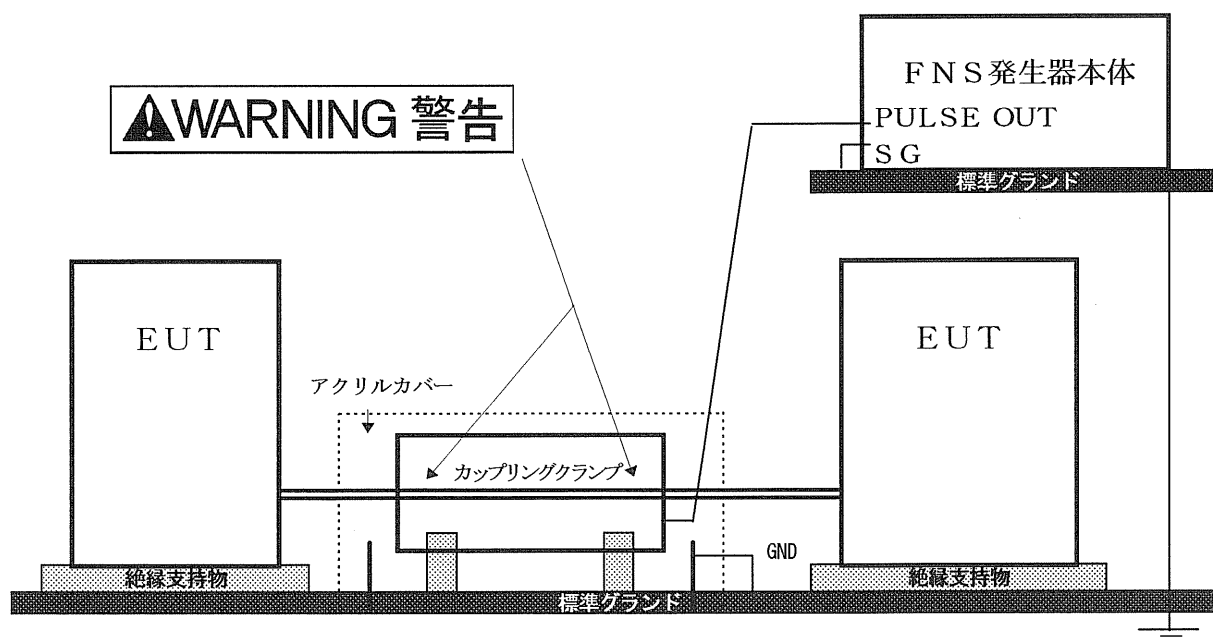 ＦＮＳ発生器本体
PULSE OUT
SG
標準グランド
WARNING 警告
EUT
EUT
アクリルカバー
カップリングクランプ
GND
絶縁支持物
絶縁支持物
標準グランド